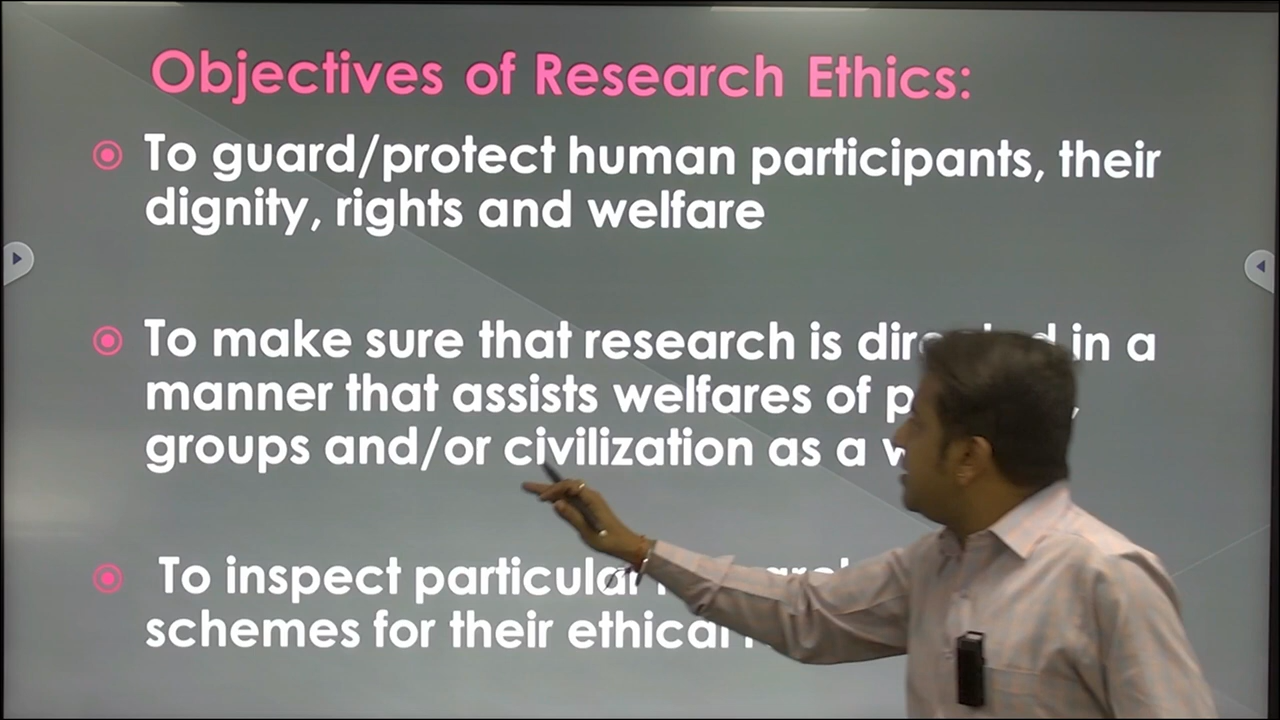 Objectives of Research Ethics:
To guard/protect human participants, their
dignity, rights and welfare
To make sure that research is directed in a
manner that assists welfares of
groups and/or civilization as a
To inspect particular
schemes for their ethical